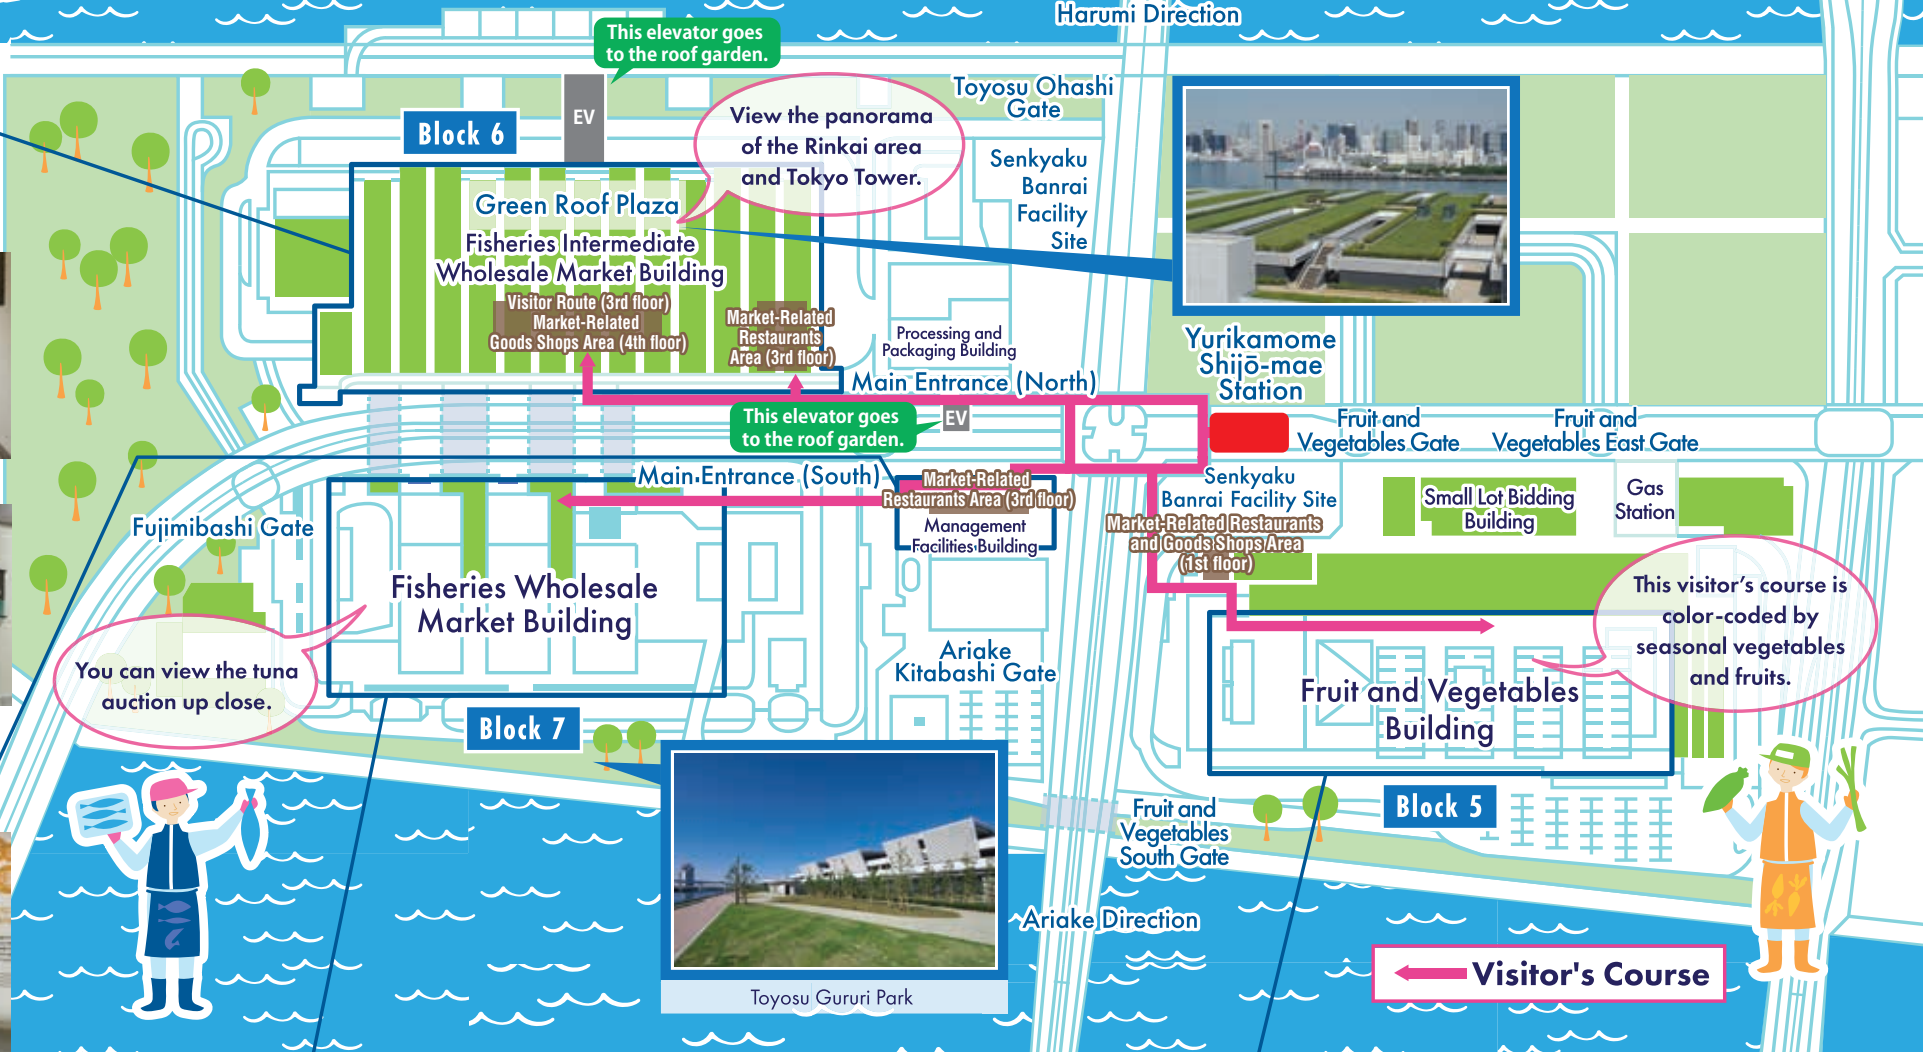 Harumi Direction
This elevator goes
to the roof garden.
EV
Block 6
View the panorama
of the Rinkai area
and Tokyo Tower.
Toyosu Ohashi
Gate
Senkyaku
Banrai
Facility
Site
Green Roof Plaza
Fisheries Intermediate
Wholesale Market Building
Visitor Route (3rd floor)
Market-Related
Goods Shops Area (4th floor)
Market-Related
Restaurants
Area (3rd floor)
Processing and
Packaging Building
Main Entrance (North)
Yurikamome
Shijō-mae
Station
This elevator goes
to the roof garden.
EV
Fruit and
Vegetables Gate
Fruit and
Vegetables East Gate
Main Entrance (South)
Market-Related
Restaurants Area (3rd floor)
Management
Facilities Building
Senkyaku
Banrai Facility Site
Market-Related Restaurants
and Goods Shops Area
(1st floor)
Small Lot Bidding
Building
Gas
Station
Fujimibashi Gate
Fisheries Wholesale
Market Building
You can view the tuna
auction up close.
Ariake
Kitabashi Gate
This visitor's course is
color-coded by
seasonal vegetables
and fruits.
Fruit and Vegetables
Building
Block 7
Block 5
Fruit and
Vegetables
South Gate
Ariake Direction
Toyosu Gururi Park
Visitor's Course